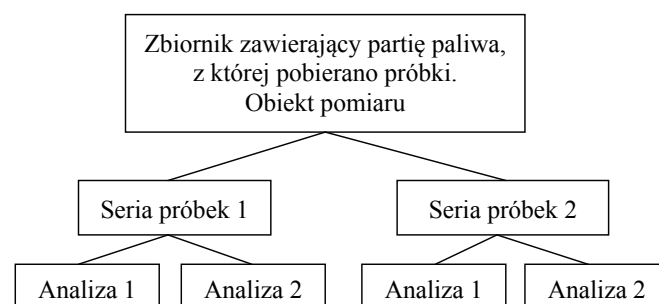 Zbiornik zawierający partię paliwa,
z której pobierano próbki.
Obiekt pomiaru
Seria próbek 1
Seria próbek 2
Analiza 1
Analiza 2
Analiza 1
Analiza 2